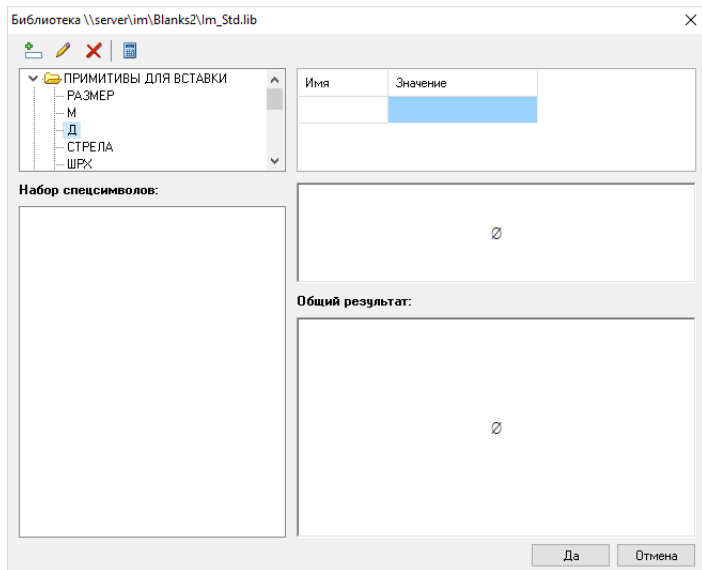 Библиотека \\server\im\Blanks2\Im_Std.lib
ПРИМИТИВЫ ДЛЯ ВСТАВКИ
РАЗМЕР
М
Д
СТРЕЛА
ШРХ
Имя Значение
Набор спецсимволов:
∅
Общий результат:
∅
Да Отмена